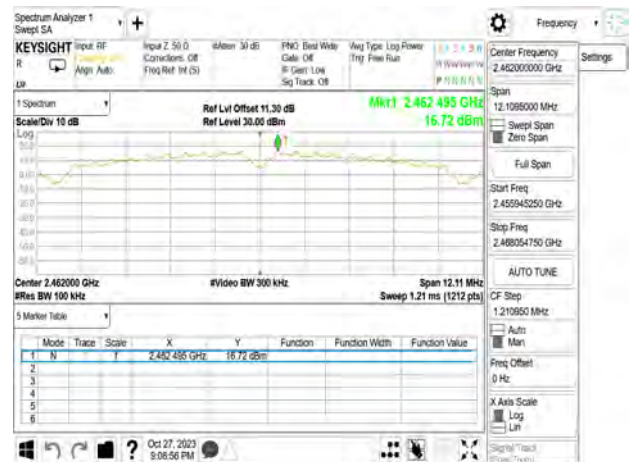 Spectrum Analyzer 1
Swept SA
Frequency
KEYSIGHT
Input: RF
Input Z: 50 Ω
#Atten: 30 dB
PNO: Best Wide
Avg Type: Log-Power
R
Align: Auto
Corrections: Off
Freq Ref: Int (S)
Gate: Off
IF Gain: Low
Sig Track: Off
Trig: Free Run
P N N N N N
Center Frequency
2.462000000 GHz
Settings
Span
12.1095000 MHz
Swept Span
Zero Span
Full Span
Start Freq
2.455945250 GHz
Stop Freq
2.468054750 GHz
AUTO TUNE
CF Step
1.210950 MHz
Auto
Man
Freq Offset
0 Hz
X Axis Scale
Log
Lin
Signal Track
1 Spectrum
Scale/Div 10 dB
Ref Lvl Offset 11.30 dB
Ref Level 30.00 dBm
Mkr1 2.462 495 GHz
16.72 dBm
Log
Center 2.462000 GHz
#Video BW 300 kHz
Span 12.11 MHz
#Res BW 100 kHz
Sweep 1.21 ms (1212 pts)
5 Marker Table
Mode Trace Scale X Y Function Function Width Function Value
1 N f 2.462 495 GHz 16.72 dBm
2
3
4
5
6
?
Oct 27, 2023
9:08:56 PM